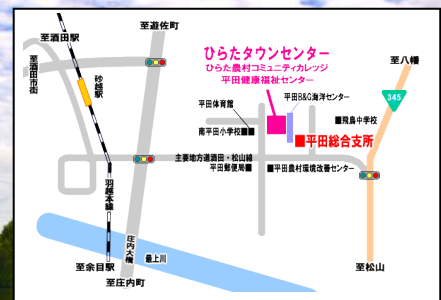 至酒田駅
至遊佐町
至酒田市街
砂越駅
ひらたタウンセンター
ひらた農村コミュニティカレッジ
平田健康福祉センター
至八幡
345
平田体育館
平田B&G海洋センター
南平田小学校■■
■飛鳥中学校
■平田総合支所
主要地方道酒田・松山線
平田郵便局■
■平田農村環境改善センター
羽越本線
庄内大橋
最上川
至余目駅
至庄内町
至松山